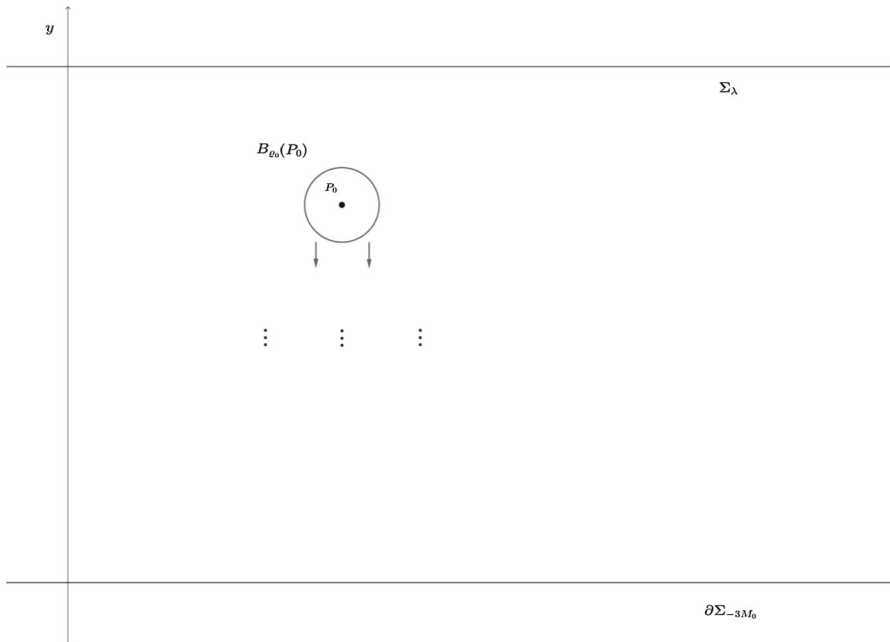 y
Σ_λ
B_{ϱ_0}(P_0)
P_0
⋮ ⋮ ⋮
∂Σ_{-3M_0}